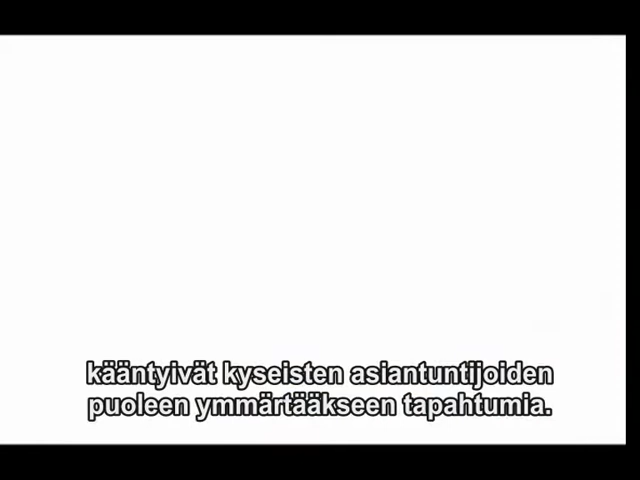 kääntyivät kyseisten asiantuntijoiden
puoleen ymmärtääkseen tapahtumia.